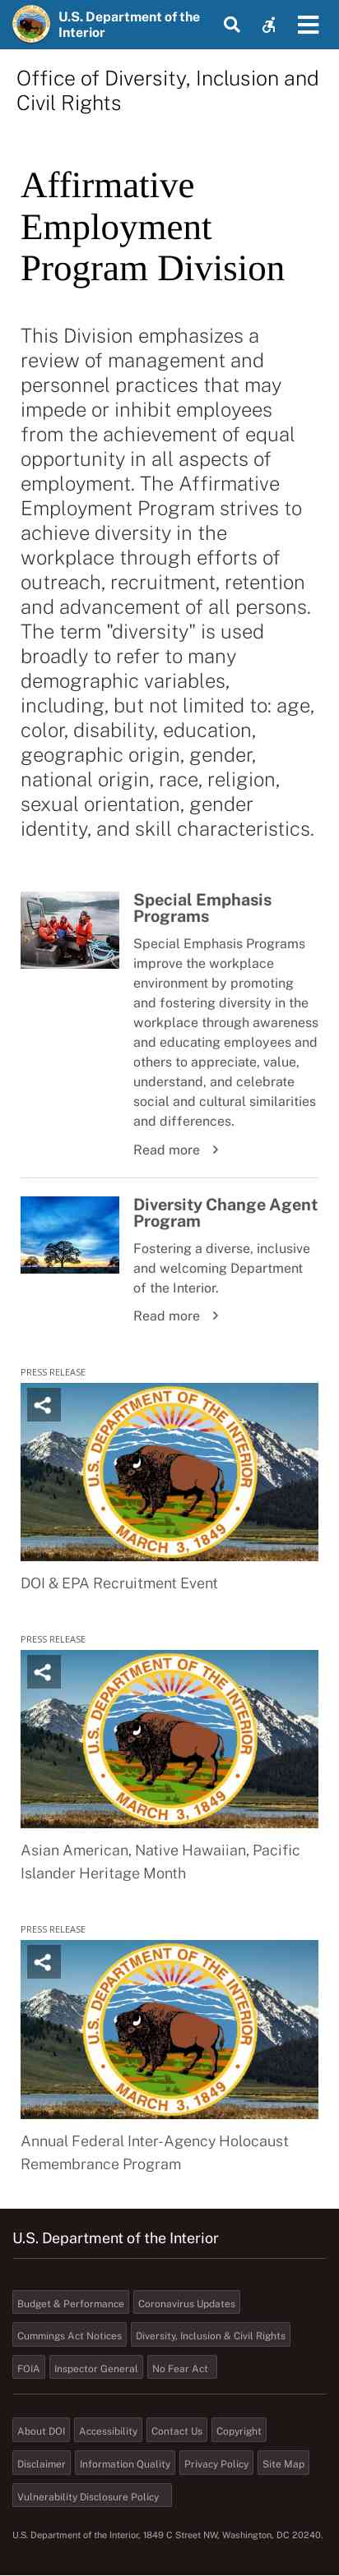 U.S. Department of the
Interior
Office of Diversity, Inclusion and
Civil Rights
Affirmative
Employment
Program Division
This Division emphasizes a
review of management and
personnel practices that may
impede or inhibit employees
from the achievement of equal
opportunity in all aspects of
employment. The Affirmative
Employment Program strives to
achieve diversity in the
workplace through efforts of
outreach, recruitment, retention
and advancement of all persons.
The term "diversity" is used
broadly to refer to many
demographic variables,
including, but not limited to: age,
color, disability, education,
geographic origin, gender,
national origin, race, religion,
sexual orientation, gender
identity, and skill characteristics.
Special Emphasis
Programs
Special Emphasis Programs
improve the workplace
environment by promoting
and fostering diversity in the
workplace through awareness
and educating employees and
others to appreciate, value,
understand, and celebrate
social and cultural similarities
and differences.
Read more
Diversity Change Agent
Program
Fostering a diverse, inclusive
and welcoming Department
of the Interior.
Read more
PRESS RELEASE
U.S. DEPARTMENT OF THE INTERIOR
MARCH 3, 1849
DOI & EPA Recruitment Event
PRESS RELEASE
U.S. DEPARTMENT OF THE INTERIOR
MARCH 3, 1849
Asian American, Native Hawaiian, Pacific
Islander Heritage Month
PRESS RELEASE
U.S. DEPARTMENT OF THE INTERIOR
MARCH 3, 1849
Annual Federal Inter-Agency Holocaust
Remembrance Program
U.S. Department of the Interior
Budget & Performance Coronavirus Updates
Cummings Act Notices Diversity, Inclusion & Civil Rights
FOIA Inspector General No Fear Act
About DOI Accessibility Contact Us Copyright
Disclaimer Information Quality Privacy Policy Site Map
Vulnerability Disclosure Policy
U.S. Department of the Interior, 1849 C Street NW, Washington, DC 20240.